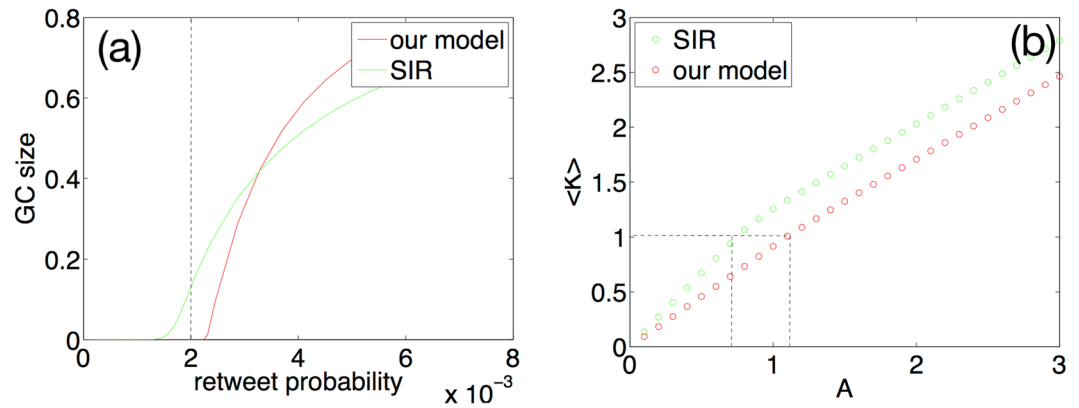 (a)
our model
SIR
GC size
0.8
0.6
0.4
0.2
0
0 2 4 6 8
retweet probability
x 10⁻³
(b)
SIR
our model
<K>
3
2.5
2
1.5
1
0.5
0
0 1 2 3
A